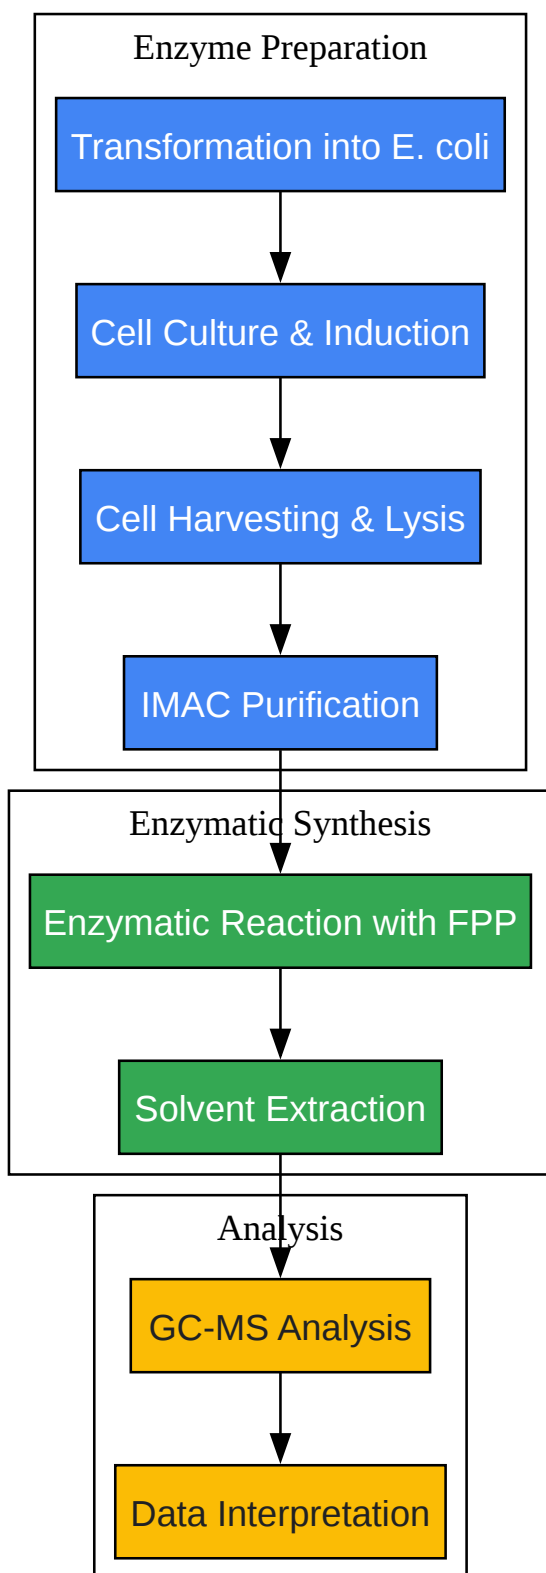 Enzyme Preparation
Transformation into E. coli
Cell Culture & Induction
Cell Harvesting & Lysis
IMAC Purification
Enzymatic Synthesis
Enzymatic Reaction with FPP
Solvent Extraction
Analysis
GC-MS Analysis
Data Interpretation